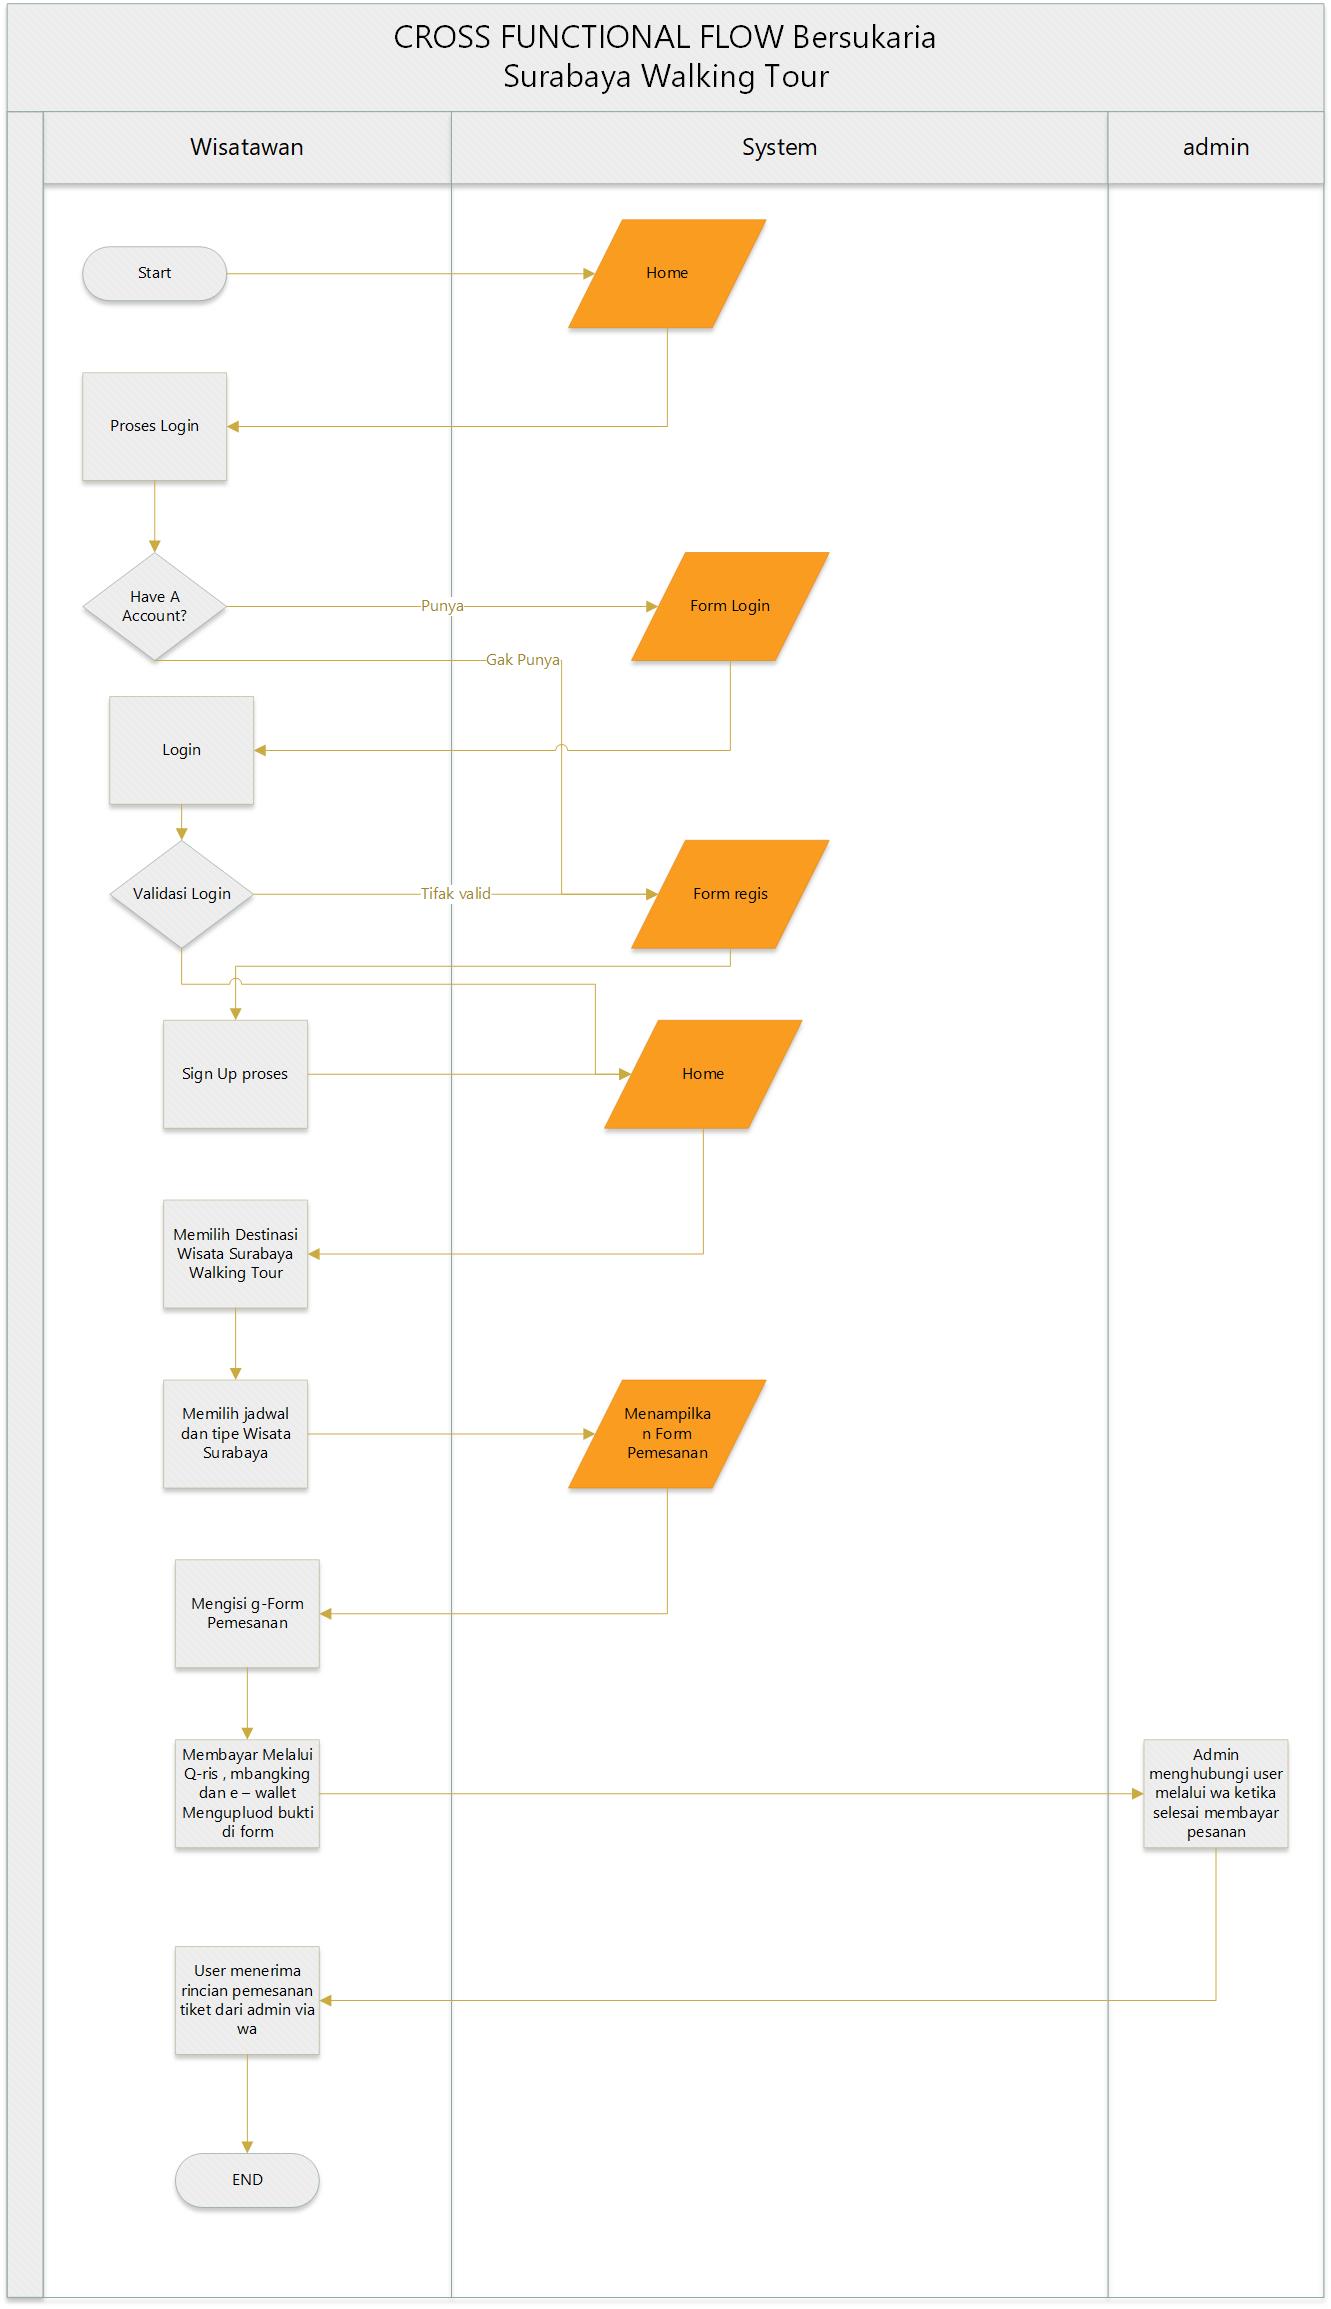 CROSS FUNCTIONAL FLOW Bersukaria
Surabaya Walking Tour
Wisatawan
System
admin
Start
Home
Proses Login
Have A
Account?
Punya
Form Login
Gak Punya
Login
Validasi Login
Tifak valid
Form regis
Sign Up proses
Home
Memilih Destinasi
Wisata Surabaya
Walking Tour
Memilih jadwal
dan tipe Wisata
Surabaya
Menampilka
n Form
Pemesanan
Mengisi g-Form
Pemesanan
Membayar Melalui
Q-ris , mbangking
dan e – wallet
Mengupluod bukti
di form
Admin
menghubungi user
melalui wa ketika
selesai membayar
pesanan
User menerima
rincian pemesanan
tiket dari admin via
wa
END